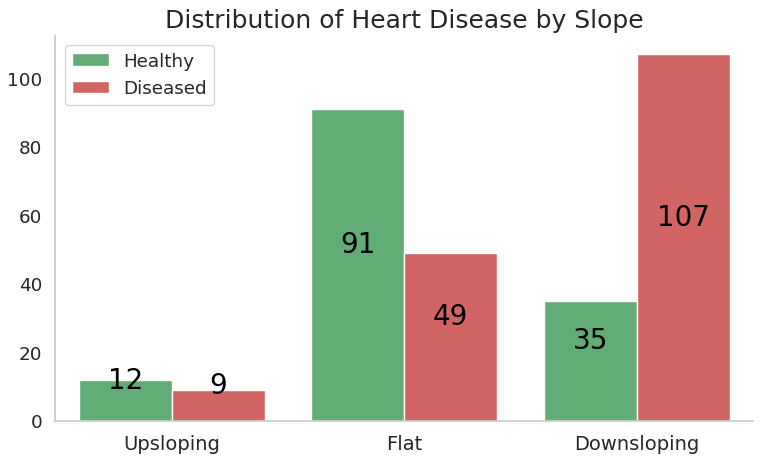 Distribution of Heart Disease by Slope
Healthy
Diseased
100
80
60
40
20
0
12
9
91
49
35
107
Upsloping
Flat
Downsloping